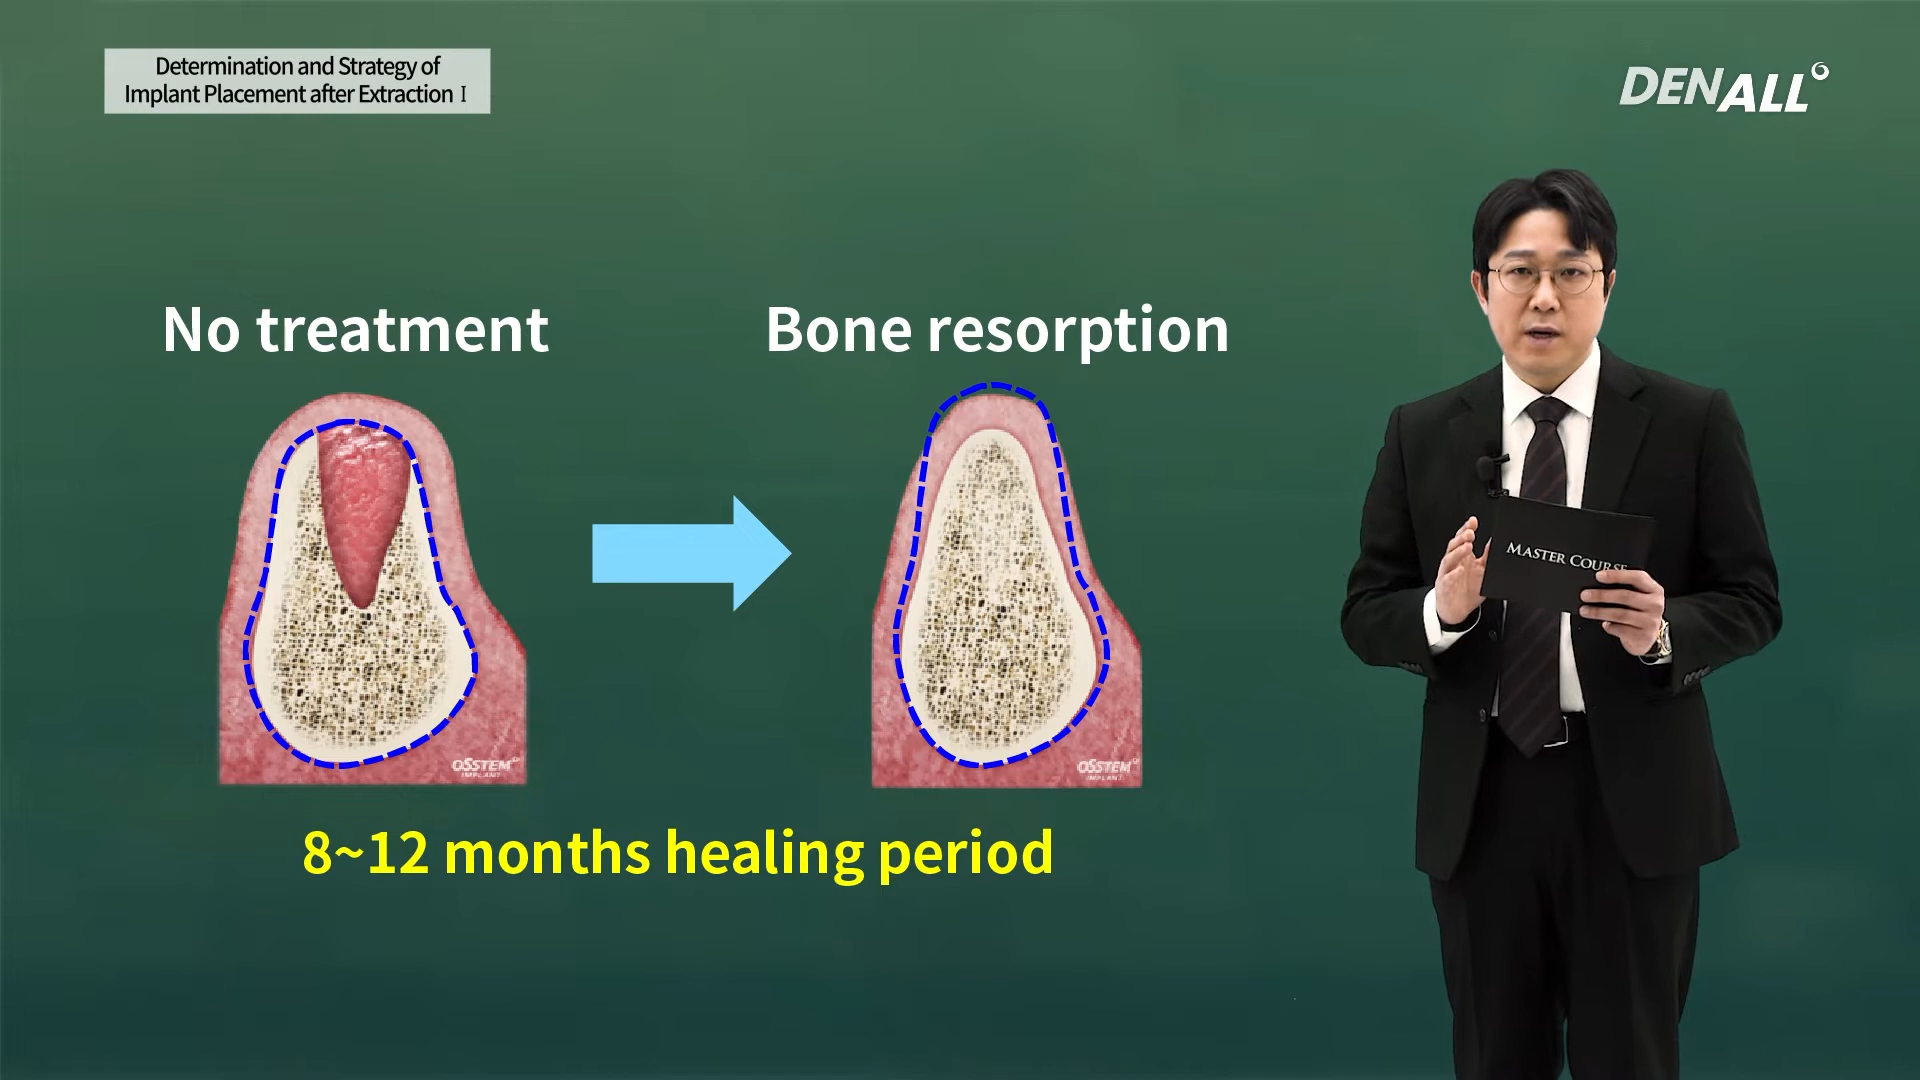 Determination and Strategy of
Implant Placement after Extraction Ⅰ
DENALL
No treatment
Bone resorption
MASTER COURSE
OSSTEM
IMPLANT
OSSTEM
IMPLANT
8~12 months healing period